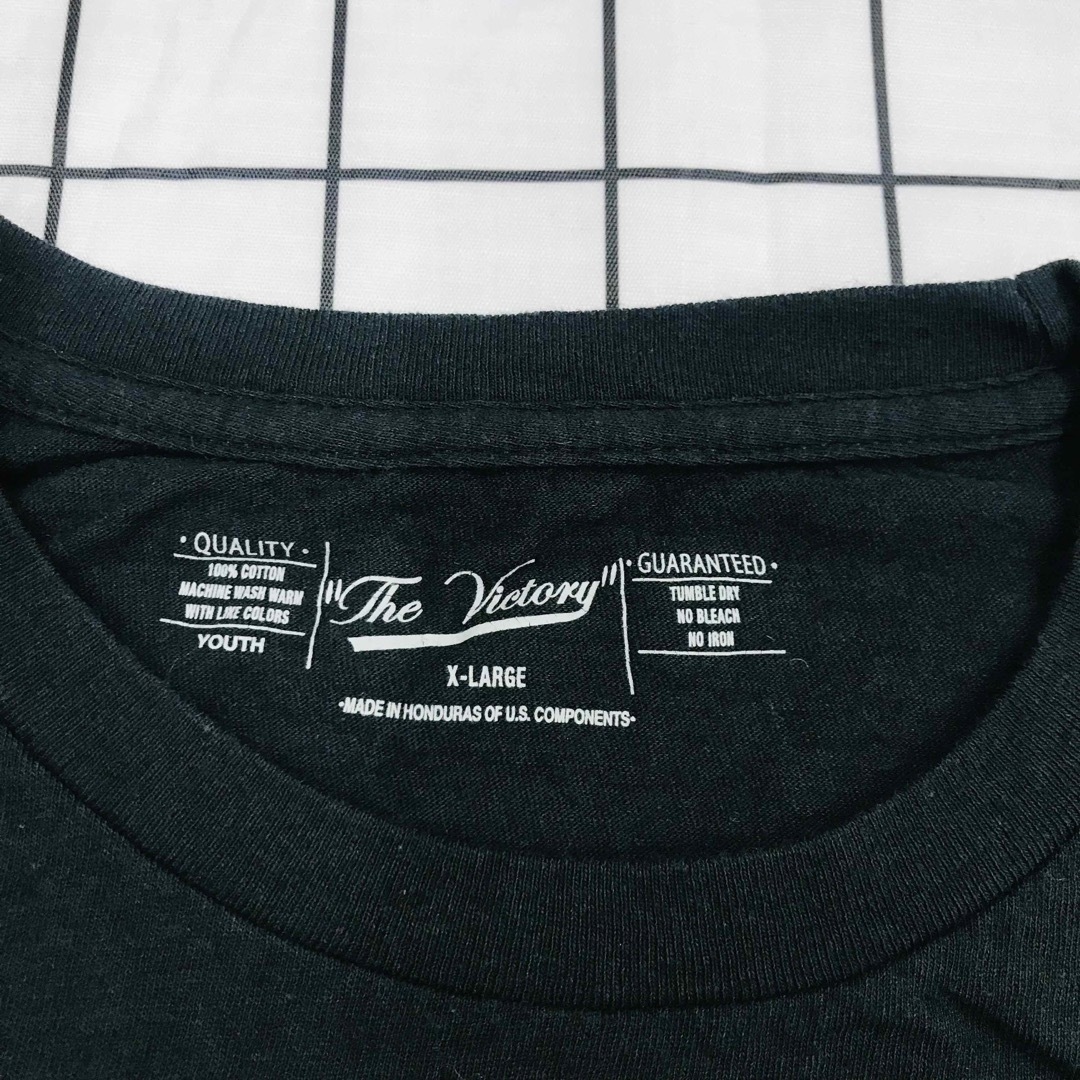 · QUALITY ·
100% COTTON
MACHINE WASH WARM
WITH LIKE COLORS
YOUTH
"The Victory"
X-LARGE
·MADE IN HONDURAS OF U.S. COMPONENTS·
· GUARANTEED ·
TUMBLE DRY
NO BLEACH
NO IRON